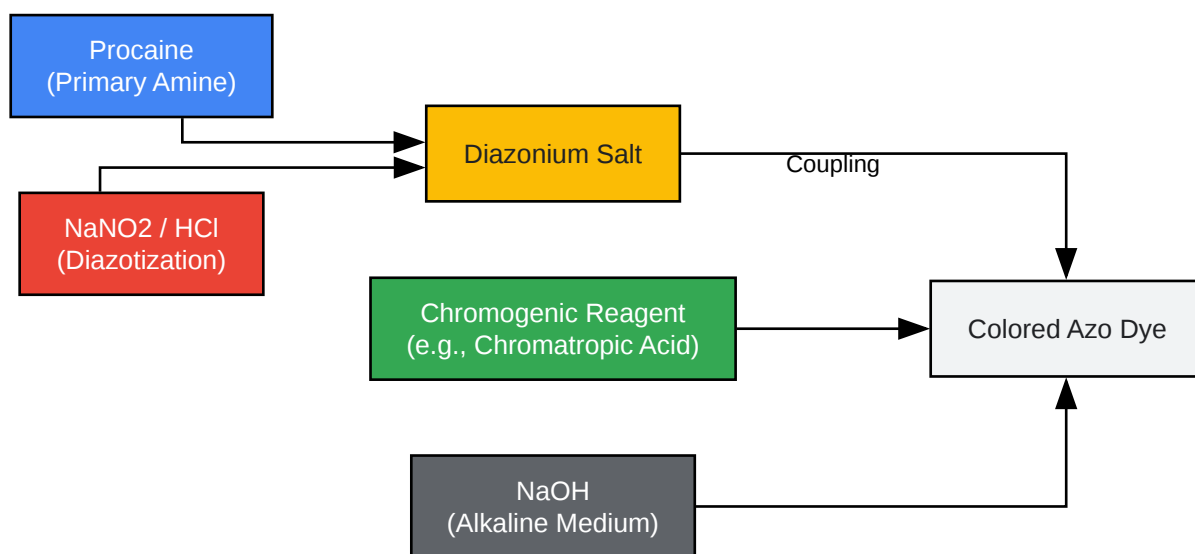 Procaine
(Primary Amine)
NaNO2 / HCl
(Diazotization)
Diazonium Salt
Coupling
Chromogenic Reagent
(e.g., Chromatropic Acid)
Colored Azo Dye
NaOH
(Alkaline Medium)